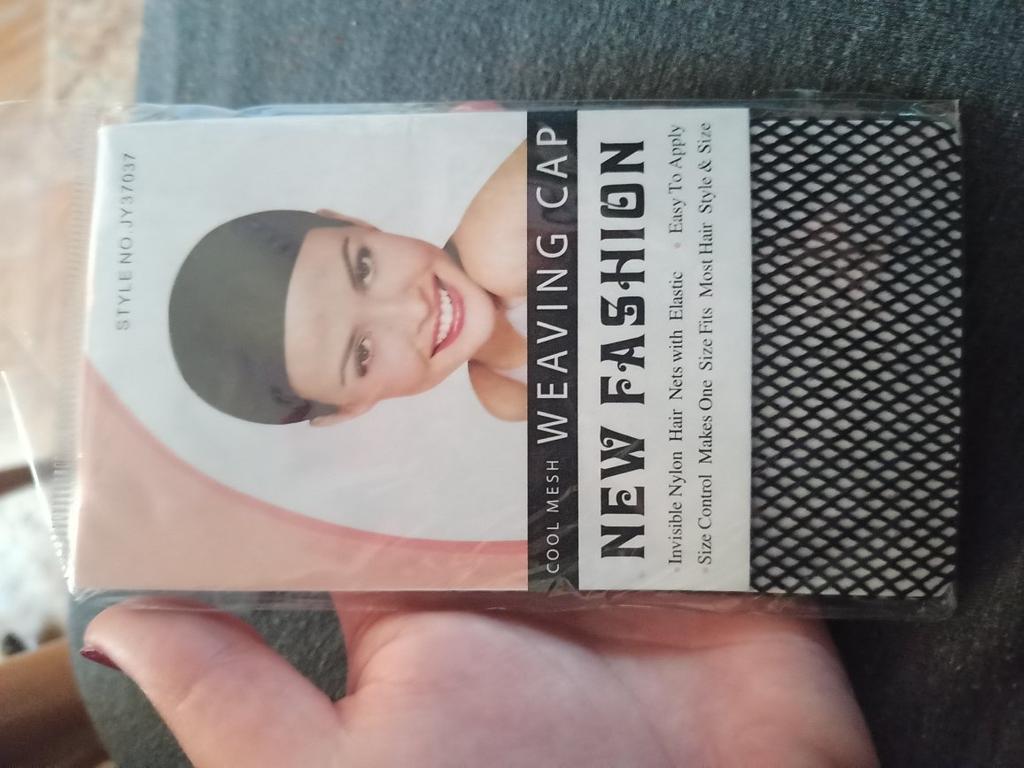 STYLE NO.JY37037
COOL MESH WEAVING CAP
NEW FASHION
Invisible Nylon Hair Nets with Elastic • Easy To Apply
Size Control Makes One Size Fits Most Hair Style & Size